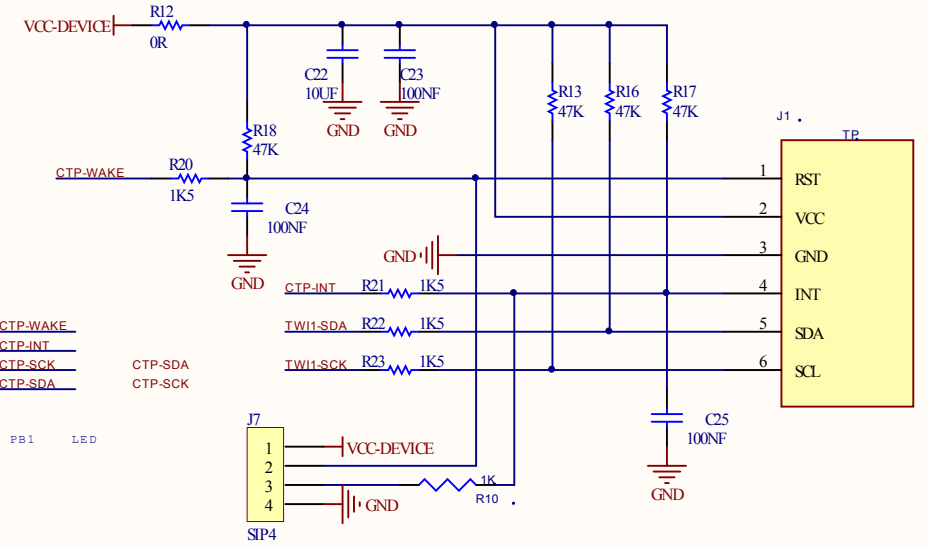 R12
VCC-DEVICE
0R
C22
10UF
GND
C23
100NF
GND
R13
47K
R16
47K
R17
47K
J1 .
TP.
R18
47K
R20
CTP-WAKE
1K5
C24
100NF
GND
1 RST
2 VCC
GND 3 GND
CTP-INT R21 1K5 4 INT
TWI1-SDA R22 1K5 5 SDA
TWI1-SCK R23 1K5 6 SCL
CTP-WAKE
CTP-INT
CTP-SCK CTP-SDA
CTP-SDA CTP-SCK
C25
100NF
GND
PB1 LED
J7
1 VCC-DEVICE
2
3 1K
R10 .
4 GND
SIP4